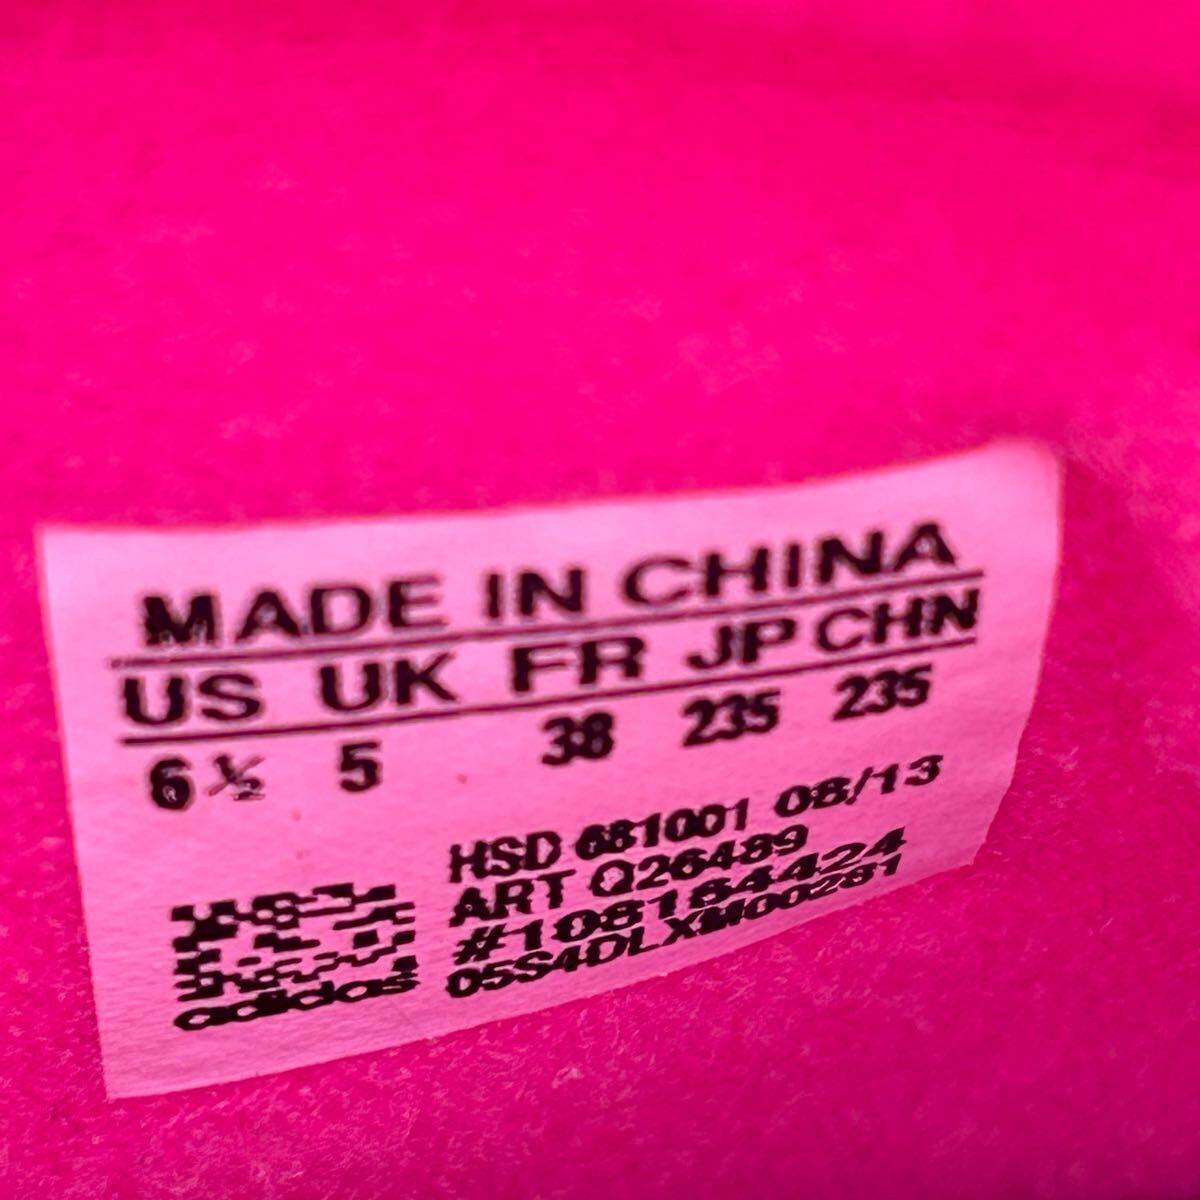 MADE IN CHINA
US UK FR JP CHN
6 ½ 5 38 235 235
HSD 681001 08/13
ART Q26489
#108184424
05S4DLXM00281
adidas